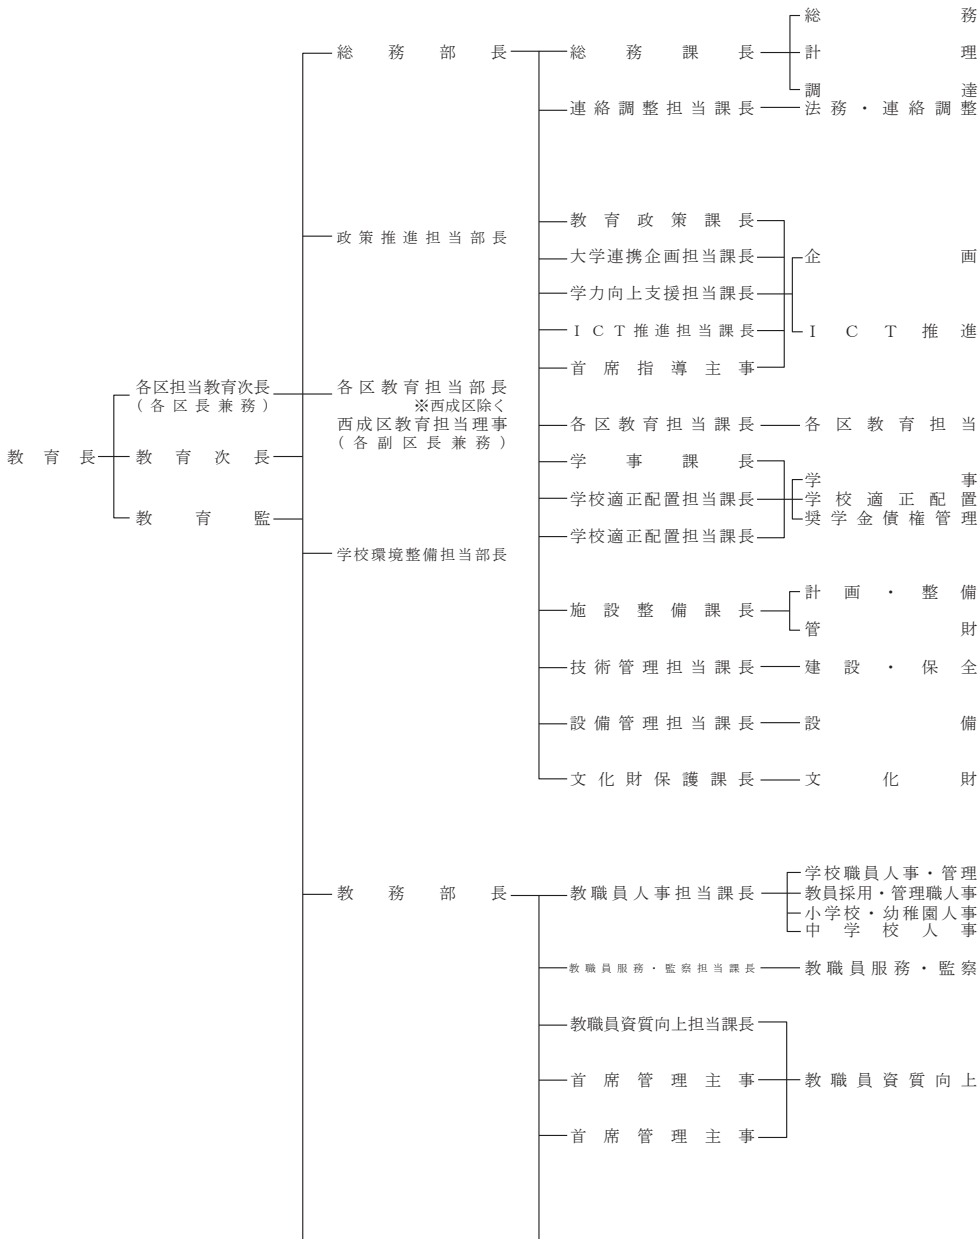 総務
総務部長 総務課長 計理
調達
連絡調整担当課長 法務・連絡調整
教育政策課長
政策推進担当部長
大学連携企画担当課長 企画
学力向上支援担当課長
ICT推進担当課長 ICT推進
首席指導主事
各区担当教育次長 各区教育担当部長
(各区長兼務) ※西成区除く
西成区教育担当理事 各区教育担当課長 各区教育担当
(各副区長兼務)
教育長 教育次長 学事課長
学事
学校適正配置担当課長 学校適正配置
教育監 奨学金債権管理
学校適正配置担当課長
学校環境整備担当部長
計画・整備
施設整備課長
管財
技術管理担当課長 建設・保全
設備管理担当課長 設備
文化財保護課長 文化財
学校職員人事・管理
教務部長 教職員人事担当課長 教員採用・管理職人事
小学校・幼稚園人事
中学校人事
教職員服務・監察担当課長 教職員服務・監察
教職員資質向上担当課長
首席管理主事 教職員資質向上
首席管理主事